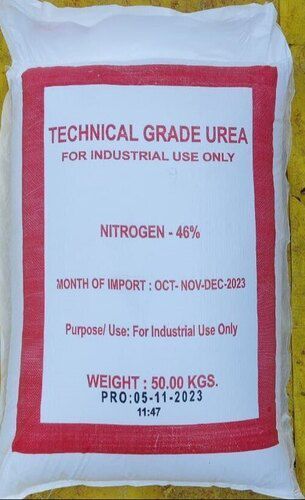 TECHNICAL GRADE UREA
FOR INDUSTRIAL USE ONLY
NITROGEN - 46%
MONTH OF IMPORT : OCT- NOV-DEC-2023
Purpose/ Use: For Industrial Use Only
WEIGHT : 50.00 KGS.
PRO:05-11-2023
11:47